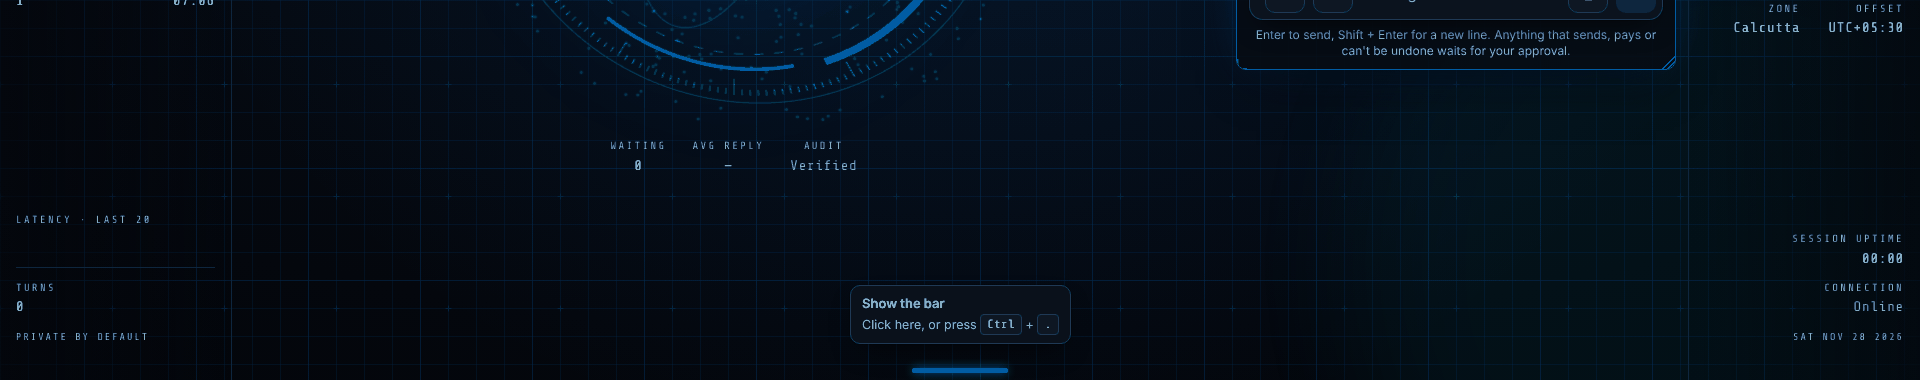 ZONE OFFSET
Calcutta UTC+05:30
Enter to send, Shift + Enter for a new line. Anything that sends, pays or
can't be undone waits for your approval.
WAITING AVG REPLY AUDIT
0 — Verified
LATENCY · LAST 20
SESSION UPTIME
00:00
TURNS
0
CONNECTION
Online
Show the bar
Click here, or press Ctrl + .
PRIVATE BY DEFAULT
SAT NOV 28 2026